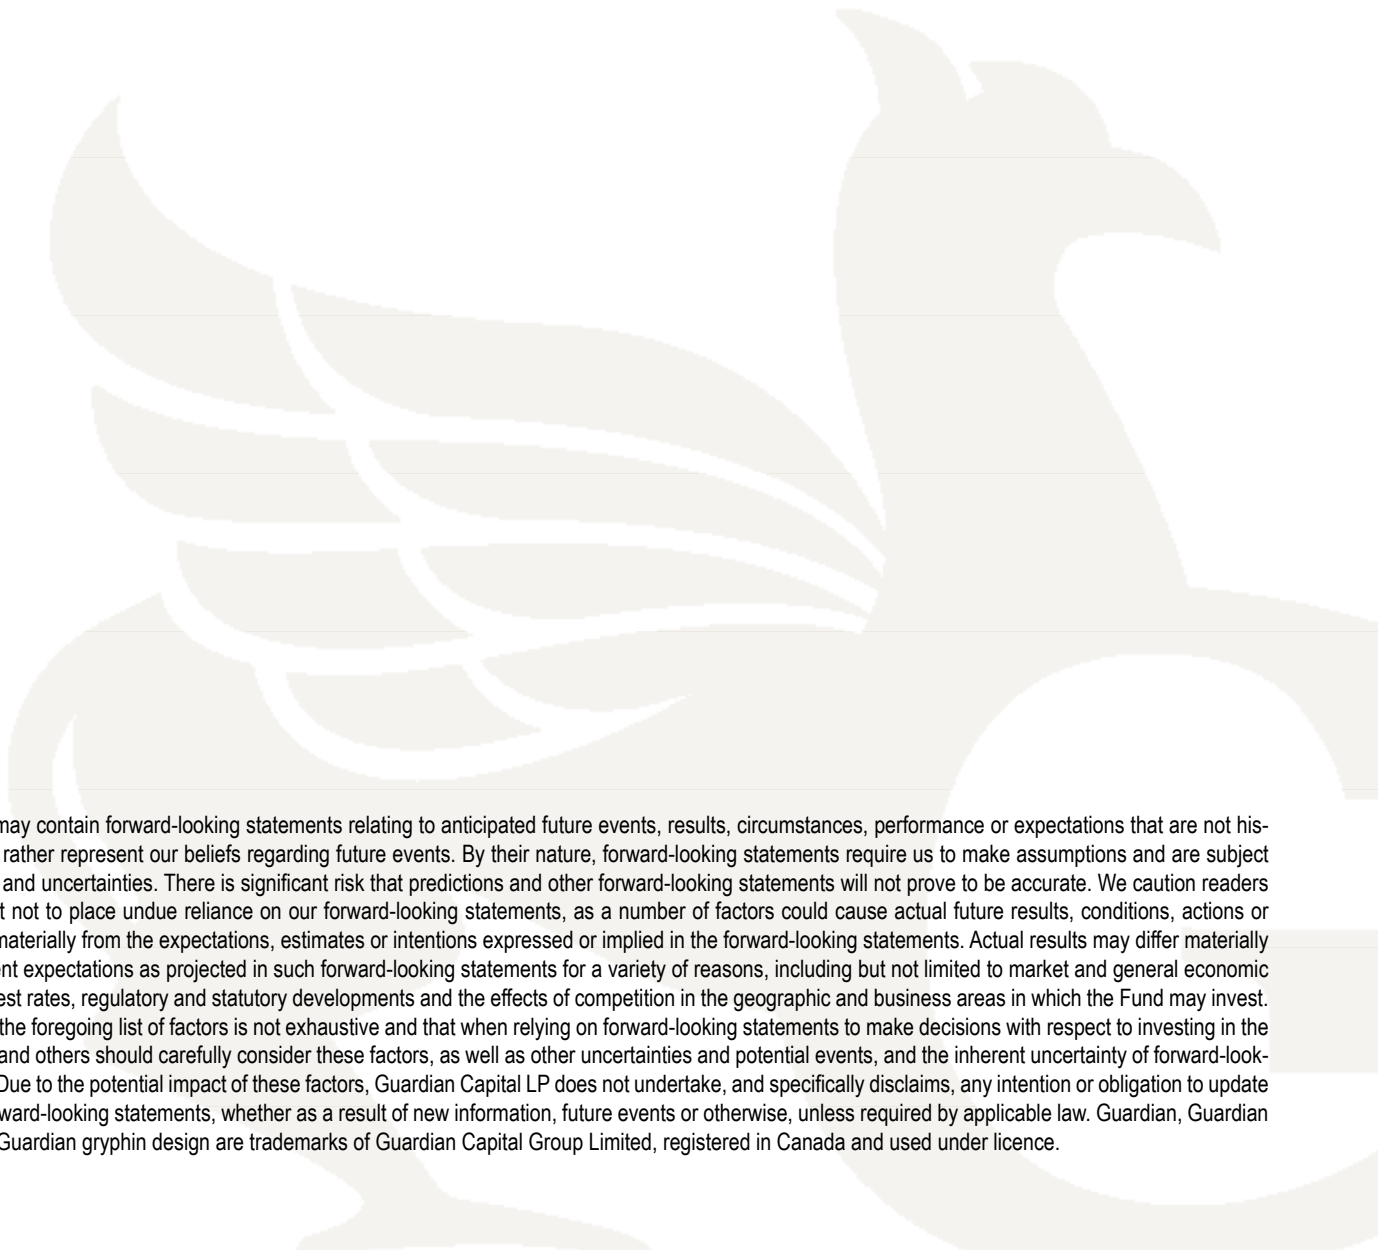 may contain forward-looking statements relating to anticipated future events, results, circumstances, performance or expectations that are not his-
rather represent our beliefs regarding future events. By their nature, forward-looking statements require us to make assumptions and are subject
and uncertainties. There is significant risk that predictions and other forward-looking statements will not prove to be accurate. We caution readers
not to place undue reliance on our forward-looking statements, as a number of factors could cause actual future results, conditions, actions or
materially from the expectations, estimates or intentions expressed or implied in the forward-looking statements. Actual results may differ materially
expectations as projected in such forward-looking statements for a variety of reasons, including but not limited to market and general economic
rates, regulatory and statutory developments and the effects of competition in the geographic and business areas in which the Fund may invest.
the foregoing list of factors is not exhaustive and that when relying on forward-looking statements to make decisions with respect to investing in the
and others should carefully consider these factors, as well as other uncertainties and potential events, and the inherent uncertainty of forward-look-
Due to the potential impact of these factors, Guardian Capital LP does not undertake, and specifically disclaims, any intention or obligation to update
ward-looking statements, whether as a result of new information, future events or otherwise, unless required by applicable law. Guardian, Guardian
Guardian gryphin design are trademarks of Guardian Capital Group Limited, registered in Canada and used under licence.